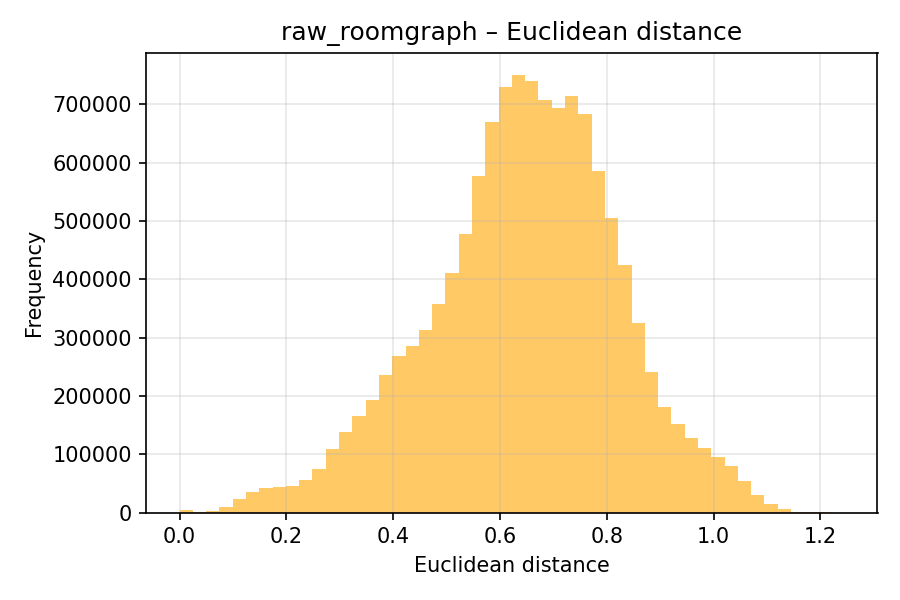 raw_roomgraph – Euclidean distance
700000
600000
500000
400000
300000
200000
100000
0
Frequency
0.0 0.2 0.4 0.6 0.8 1.0 1.2
Euclidean distance